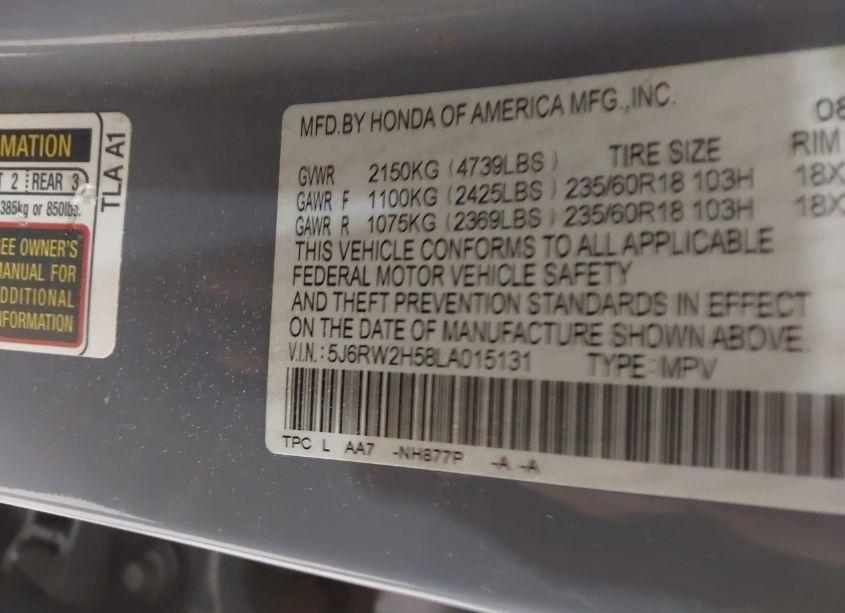 MATION
T 2 REAR 3
385kg or 850lbs.
EE OWNER'S
MANUAL FOR
ADDITIONAL
NFORMATION
TLA A1
MFD.BY HONDA OF AMERICA MFG.,INC. 08
TIRE SIZE RIM
GVWR 2150KG (4739LBS)
GAWR F 1100KG (2425LBS) 235/60R18 103H 18X
GAWR R 1075KG (2369LBS) 235/60R18 103H 18X
THIS VEHICLE CONFORMS TO ALL APPLICABLE
FEDERAL MOTOR VEHICLE SAFETY
AND THEFT PREVENTION STANDARDS IN EFFECT
ON THE DATE OF MANUFACTURE SHOWN ABOVE.
V.I.N.: 5J6RW2H58LA015131 TYPE: MPV
TPC L AA7 -NH877P -A -A